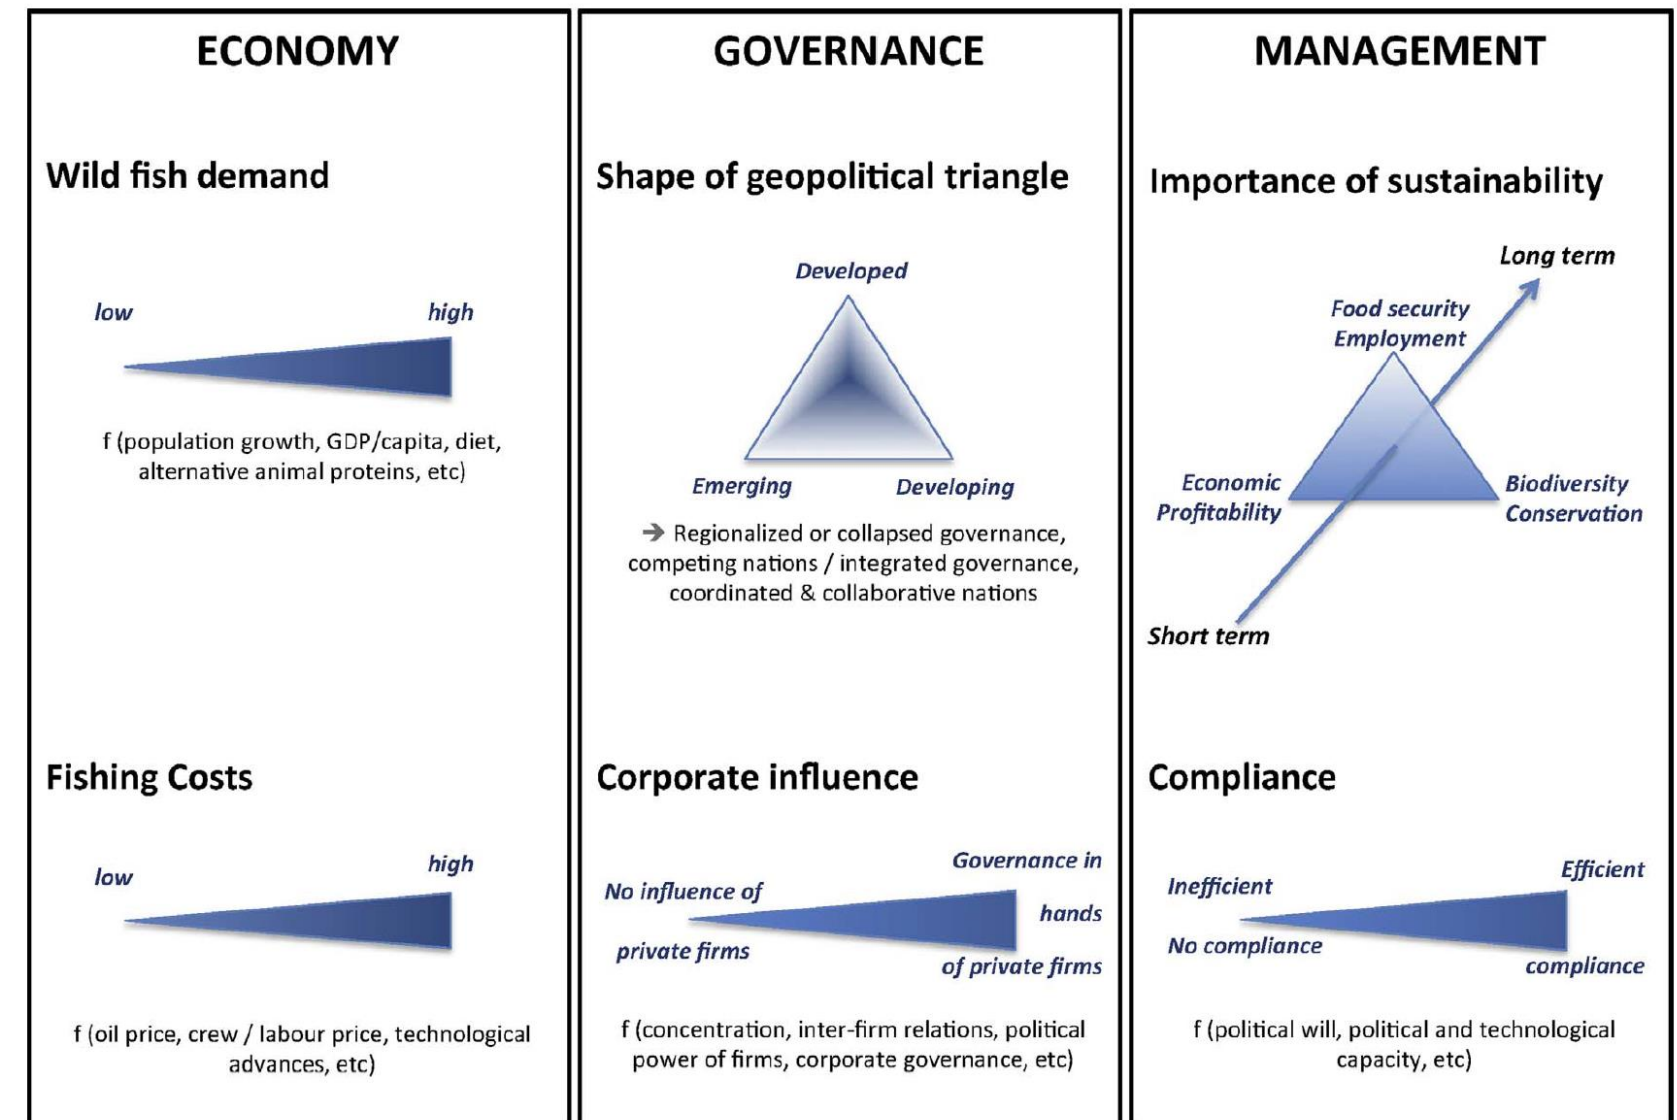 ECONOMY
Wild fish demand
low
high
f (population growth, GDP/capita, diet,
alternative animal proteins, etc)
Fishing Costs
low
high
f (oil price, crew / labour price, technological
advances, etc)
GOVERNANCE
Shape of geopolitical triangle
Developed
Emerging
Developing
➔ Regionalized or collapsed governance,
competing nations / integrated governance,
coordinated & collaborative nations
Corporate influence
No influence of
private firms
Governance in
hands
of private firms
f (concentration, inter-firm relations, political
power of firms, corporate governance, etc)
MANAGEMENT
Importance of sustainability
Long term
Food security
Employment
Economic
Profitability
Biodiversity
Conservation
Short term
Compliance
Inefficient
No compliance
Efficient
compliance
f (political will, political and technological
capacity, etc)